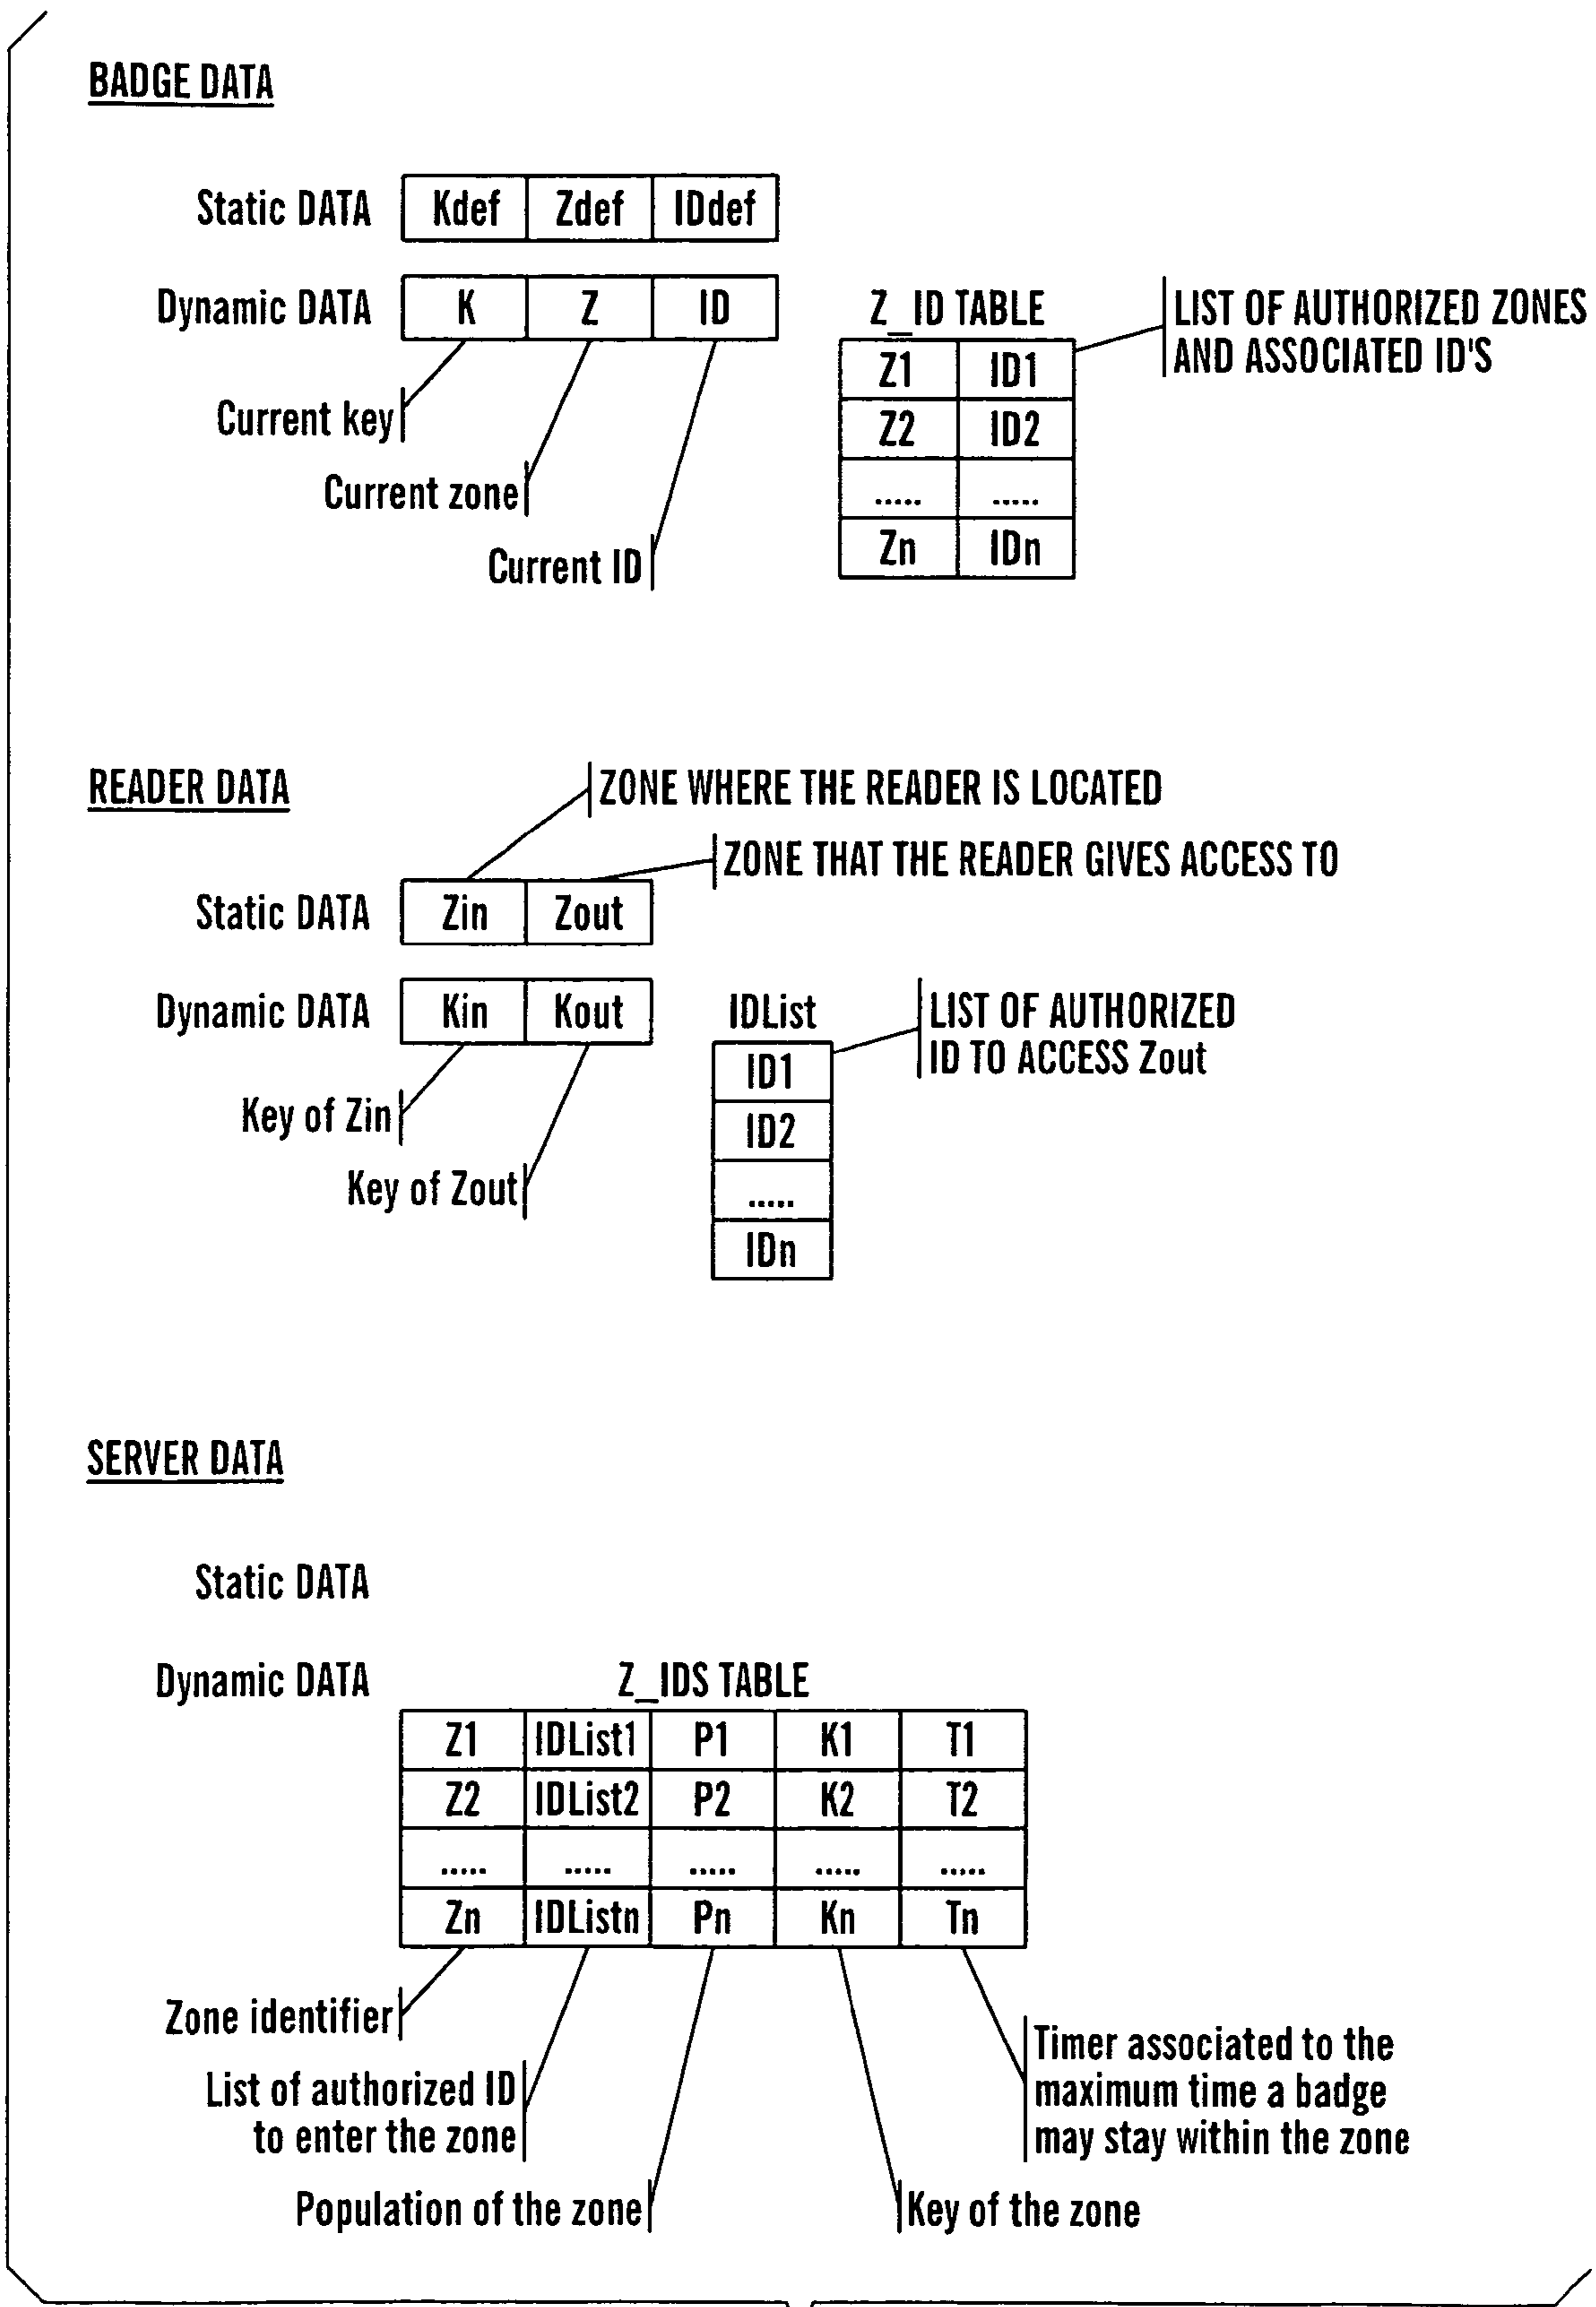 BADGE DATA
Static DATA Kdef Zdef IDdef
Dynamic DATA K Z ID
Current key
Current zone
Current ID
Z_ID TABLE
Z1 ID1
Z2 ID2
..... .....
Zn IDn
LIST OF AUTHORIZED ZONES
AND ASSOCIATED ID'S
READER DATA
ZONE WHERE THE READER IS LOCATED
ZONE THAT THE READER GIVES ACCESS TO
Static DATA Zin Zout
Dynamic DATA Kin Kout
Key of Zin
Key of Zout
IDList
ID1
ID2
.....
IDn
LIST OF AUTHORIZED
ID TO ACCESS Zout
SERVER DATA
Static DATA
Dynamic DATA
Z_IDS TABLE
Z1 IDList1 P1 K1 T1
Z2 IDList2 P2 K2 T2
..... ..... ..... ..... .....
Zn IDListn Pn Kn Tn
Zone identifier
List of authorized ID
to enter the zone
Population of the zone
Key of the zone
Timer associated to the
maximum time a badge
may stay within the zone